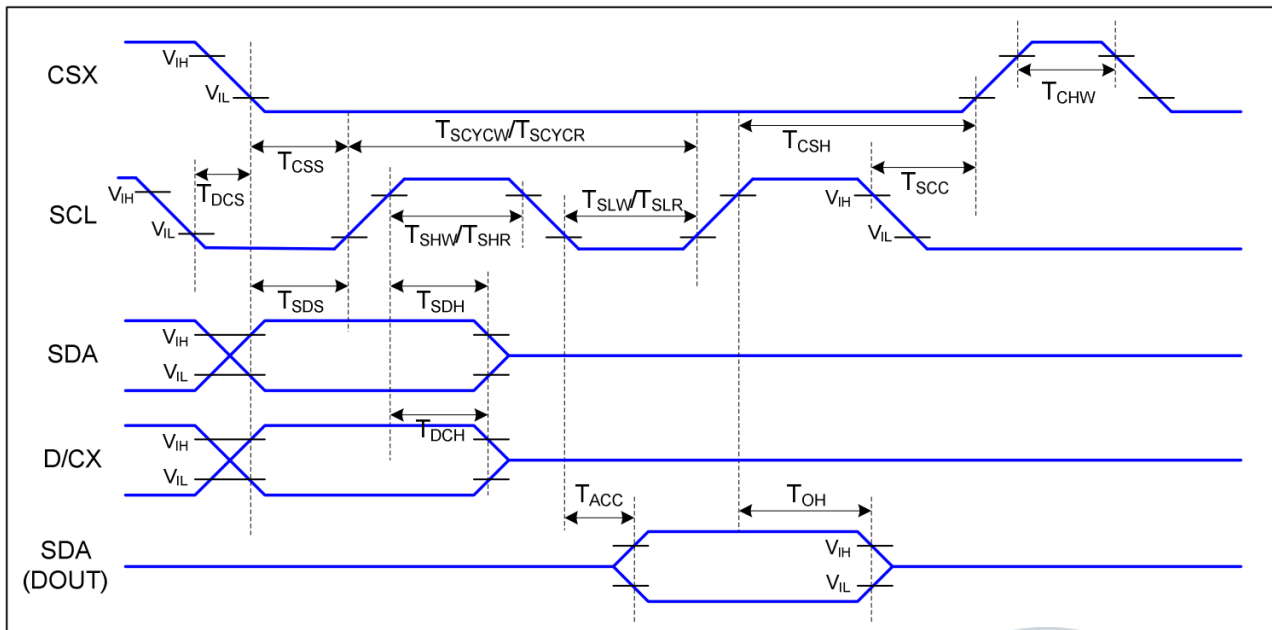 CSX
VIH
VIL
TCHW
TSCYCW/TSCYCR
TCSH
TCSS
TSCC
TDCS
SCL
VIH
VIL
TSHW/TSHR
TSLW/TSLR
VIH
VIL
TSDS
TSDH
SDA
VIH
VIL
TDCH
D/CX
VIH
VIL
TACC
TOH
SDA
(DOUT)
VIH
VIL